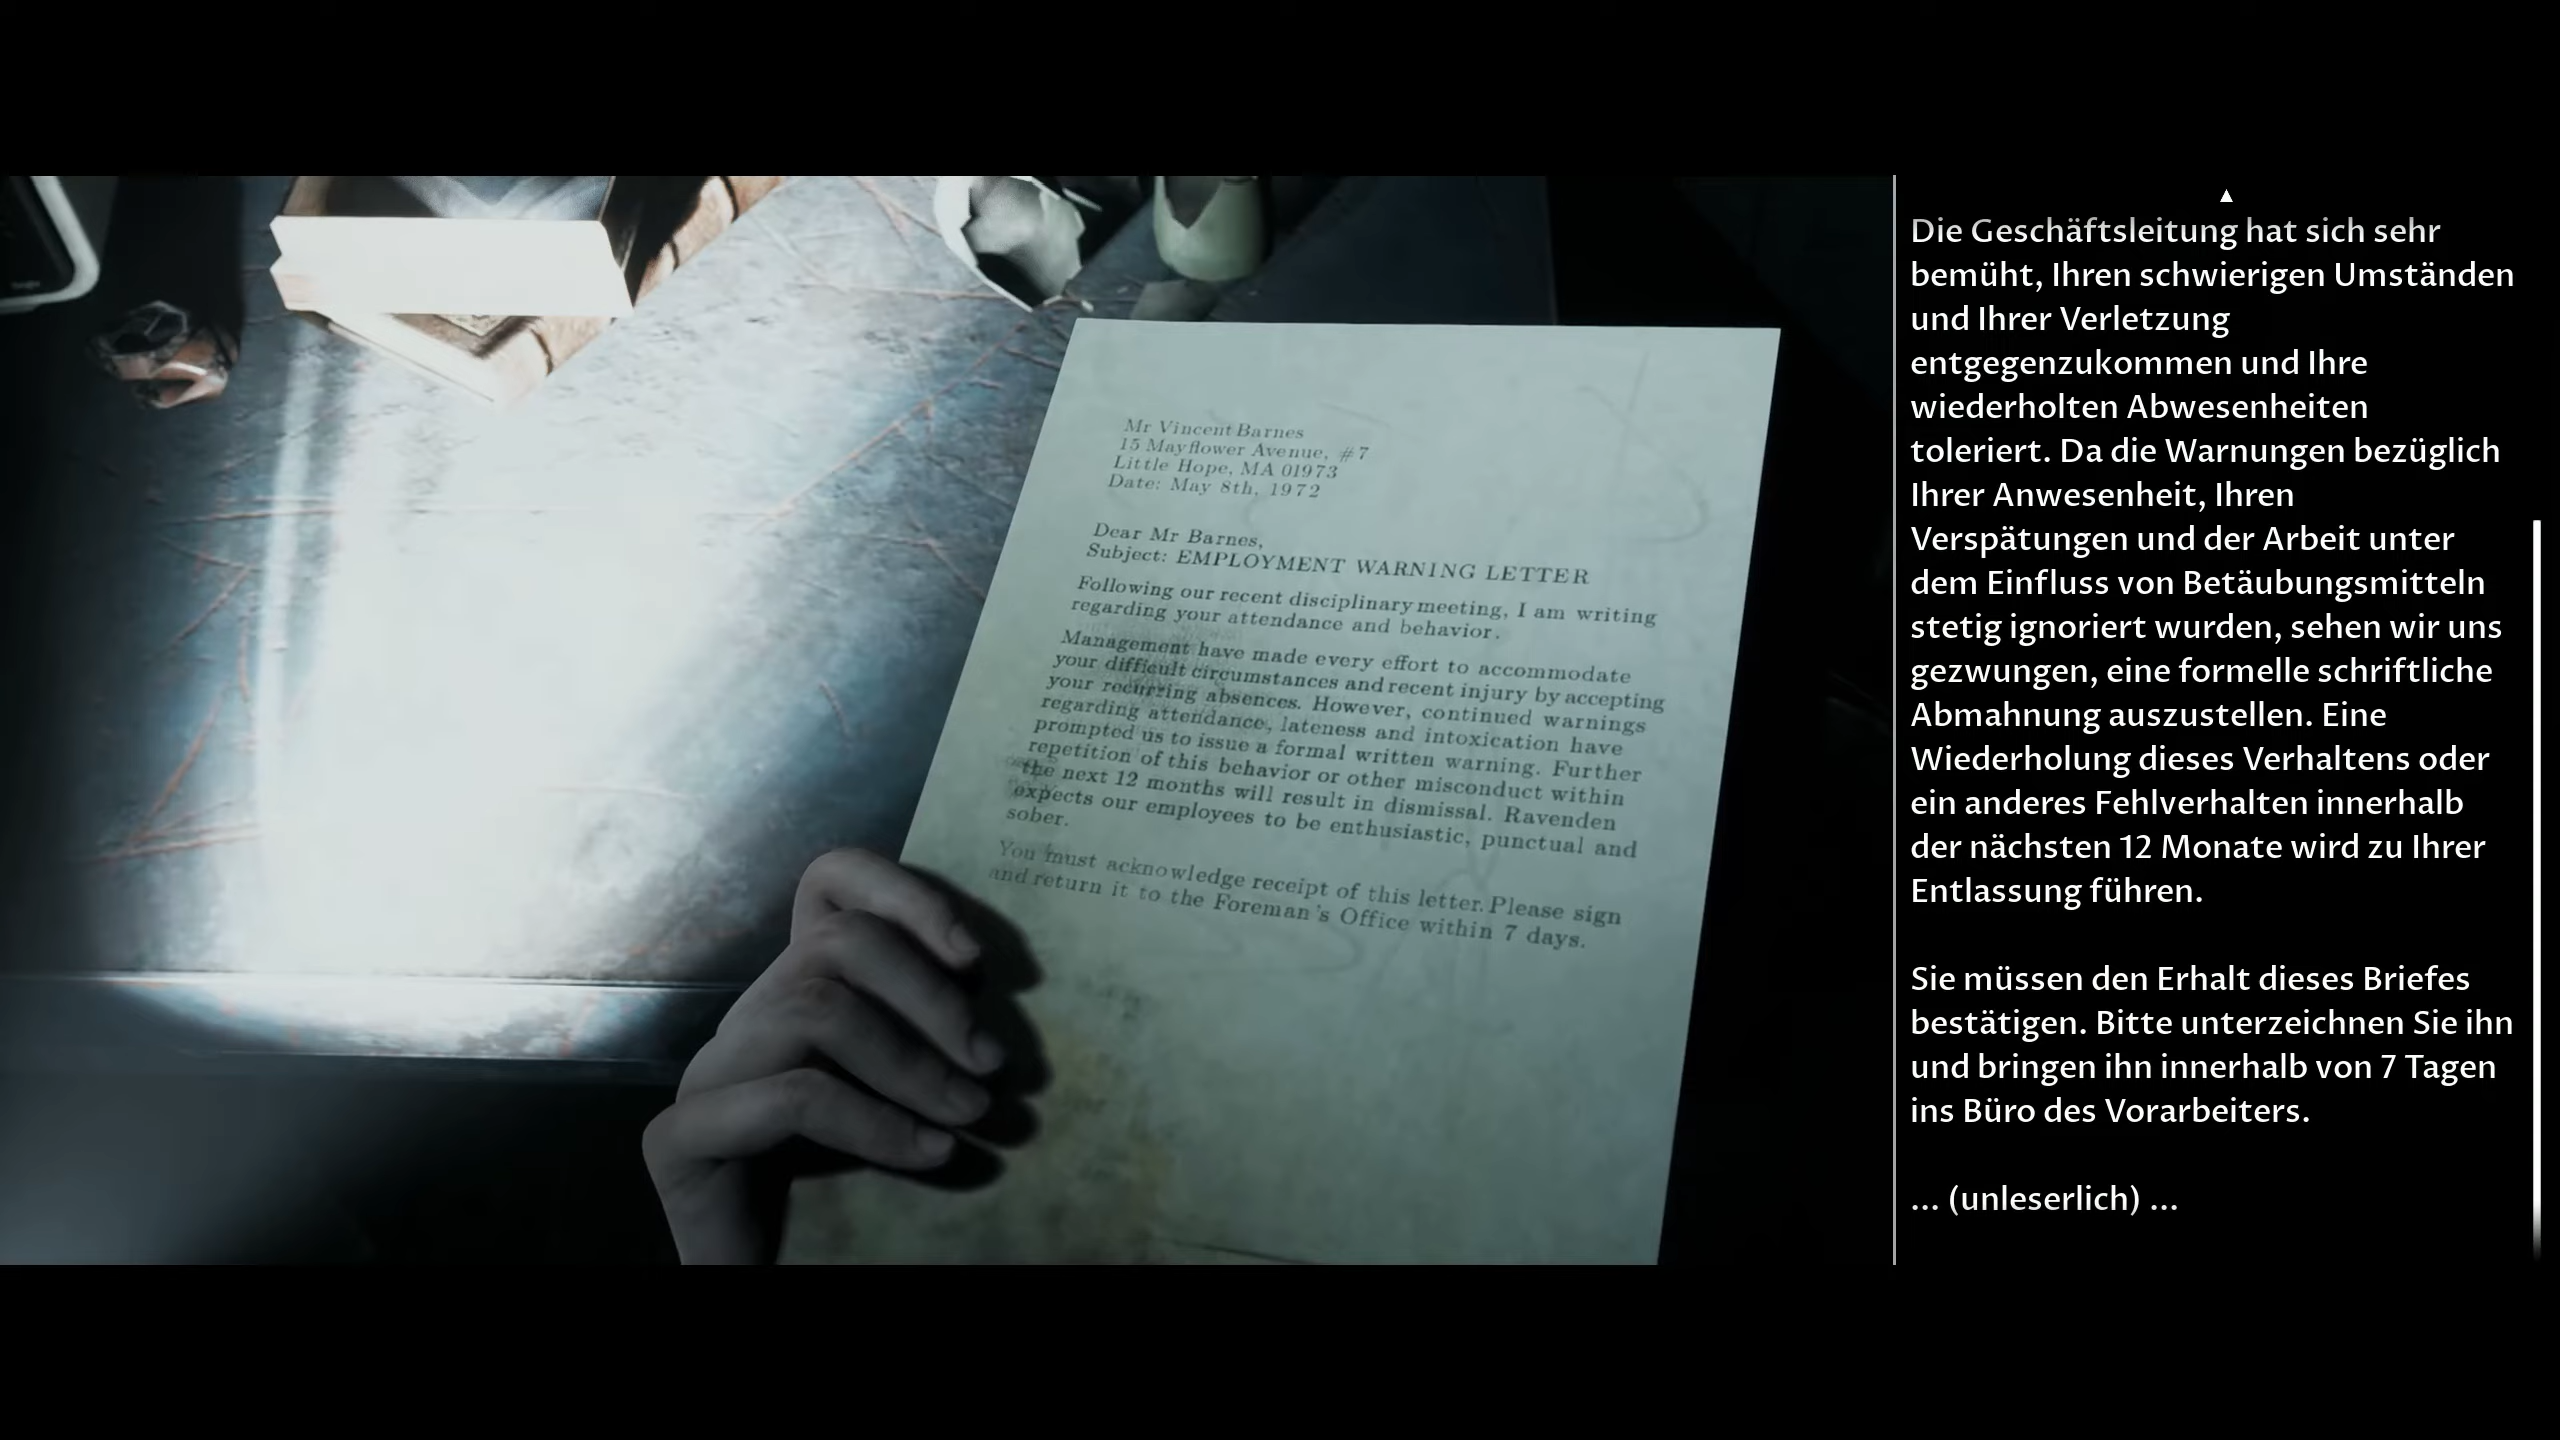 Mr Vincent Barnes
15 Mayflower Avenue, #7
Little Hope, MA 01973
Date: May 8th, 1972
Dear Mr Barnes,
Subject: EMPLOYMENT WARNING LETTER
Following our recent disciplinary meeting, I am writing
regarding your attendance and behavior.
Management have made every effort to accommodate
your difficult circumstances and recent injury by accepting
your recurring absences. However, continued warnings
regarding attendance, lateness and intoxication have
prompted us to issue a formal written warning. Further
repetition of this behavior or other misconduct within
the next 12 months will result in dismissal. Ravenden
expects our employees to be enthusiastic, punctual and
sober.
You must acknowledge receipt of this letter. Please sign
and return it to the Foreman's Office within 7 days.
Die Geschäftsleitung hat sich sehr
bemüht, Ihren schwierigen Umständen
und Ihrer Verletzung
entgegenzukommen und Ihre
wiederholten Abwesenheiten
toleriert. Da die Warnungen bezüglich
Ihrer Anwesenheit, Ihren
Verspätungen und der Arbeit unter
dem Einfluss von Betäubungsmitteln
stetig ignoriert wurden, sehen wir uns
gezwungen, eine formelle schriftliche
Abmahnung auszustellen. Eine
Wiederholung dieses Verhaltens oder
ein anderes Fehlverhalten innerhalb
der nächsten 12 Monate wird zu Ihrer
Entlassung führen.
Sie müssen den Erhalt dieses Briefes
bestätigen. Bitte unterzeichnen Sie ihn
und bringen ihn innerhalb von 7 Tagen
ins Büro des Vorarbeiters.
... (unleserlich) ...